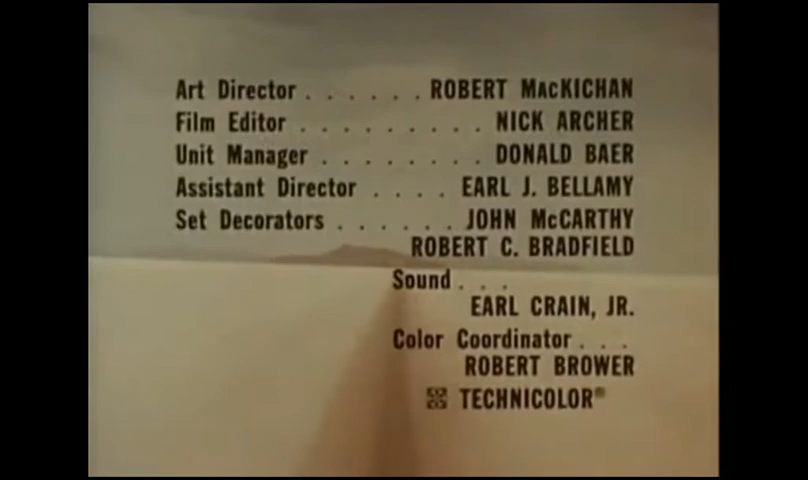 Art Director . . . . . . ROBERT MacKICHAN
Film Editor . . . . . . . . . NICK ARCHER
Unit Manager . . . . . . . . DONALD BAER
Assistant Director . . . . EARL J. BELLAMY
Set Decorators . . . . . . JOHN McCARTHY
ROBERT C. BRADFIELD
Sound . . .
EARL CRAIN, JR.
Color Coordinator . . .
ROBERT BROWER
TECHNICOLOR®